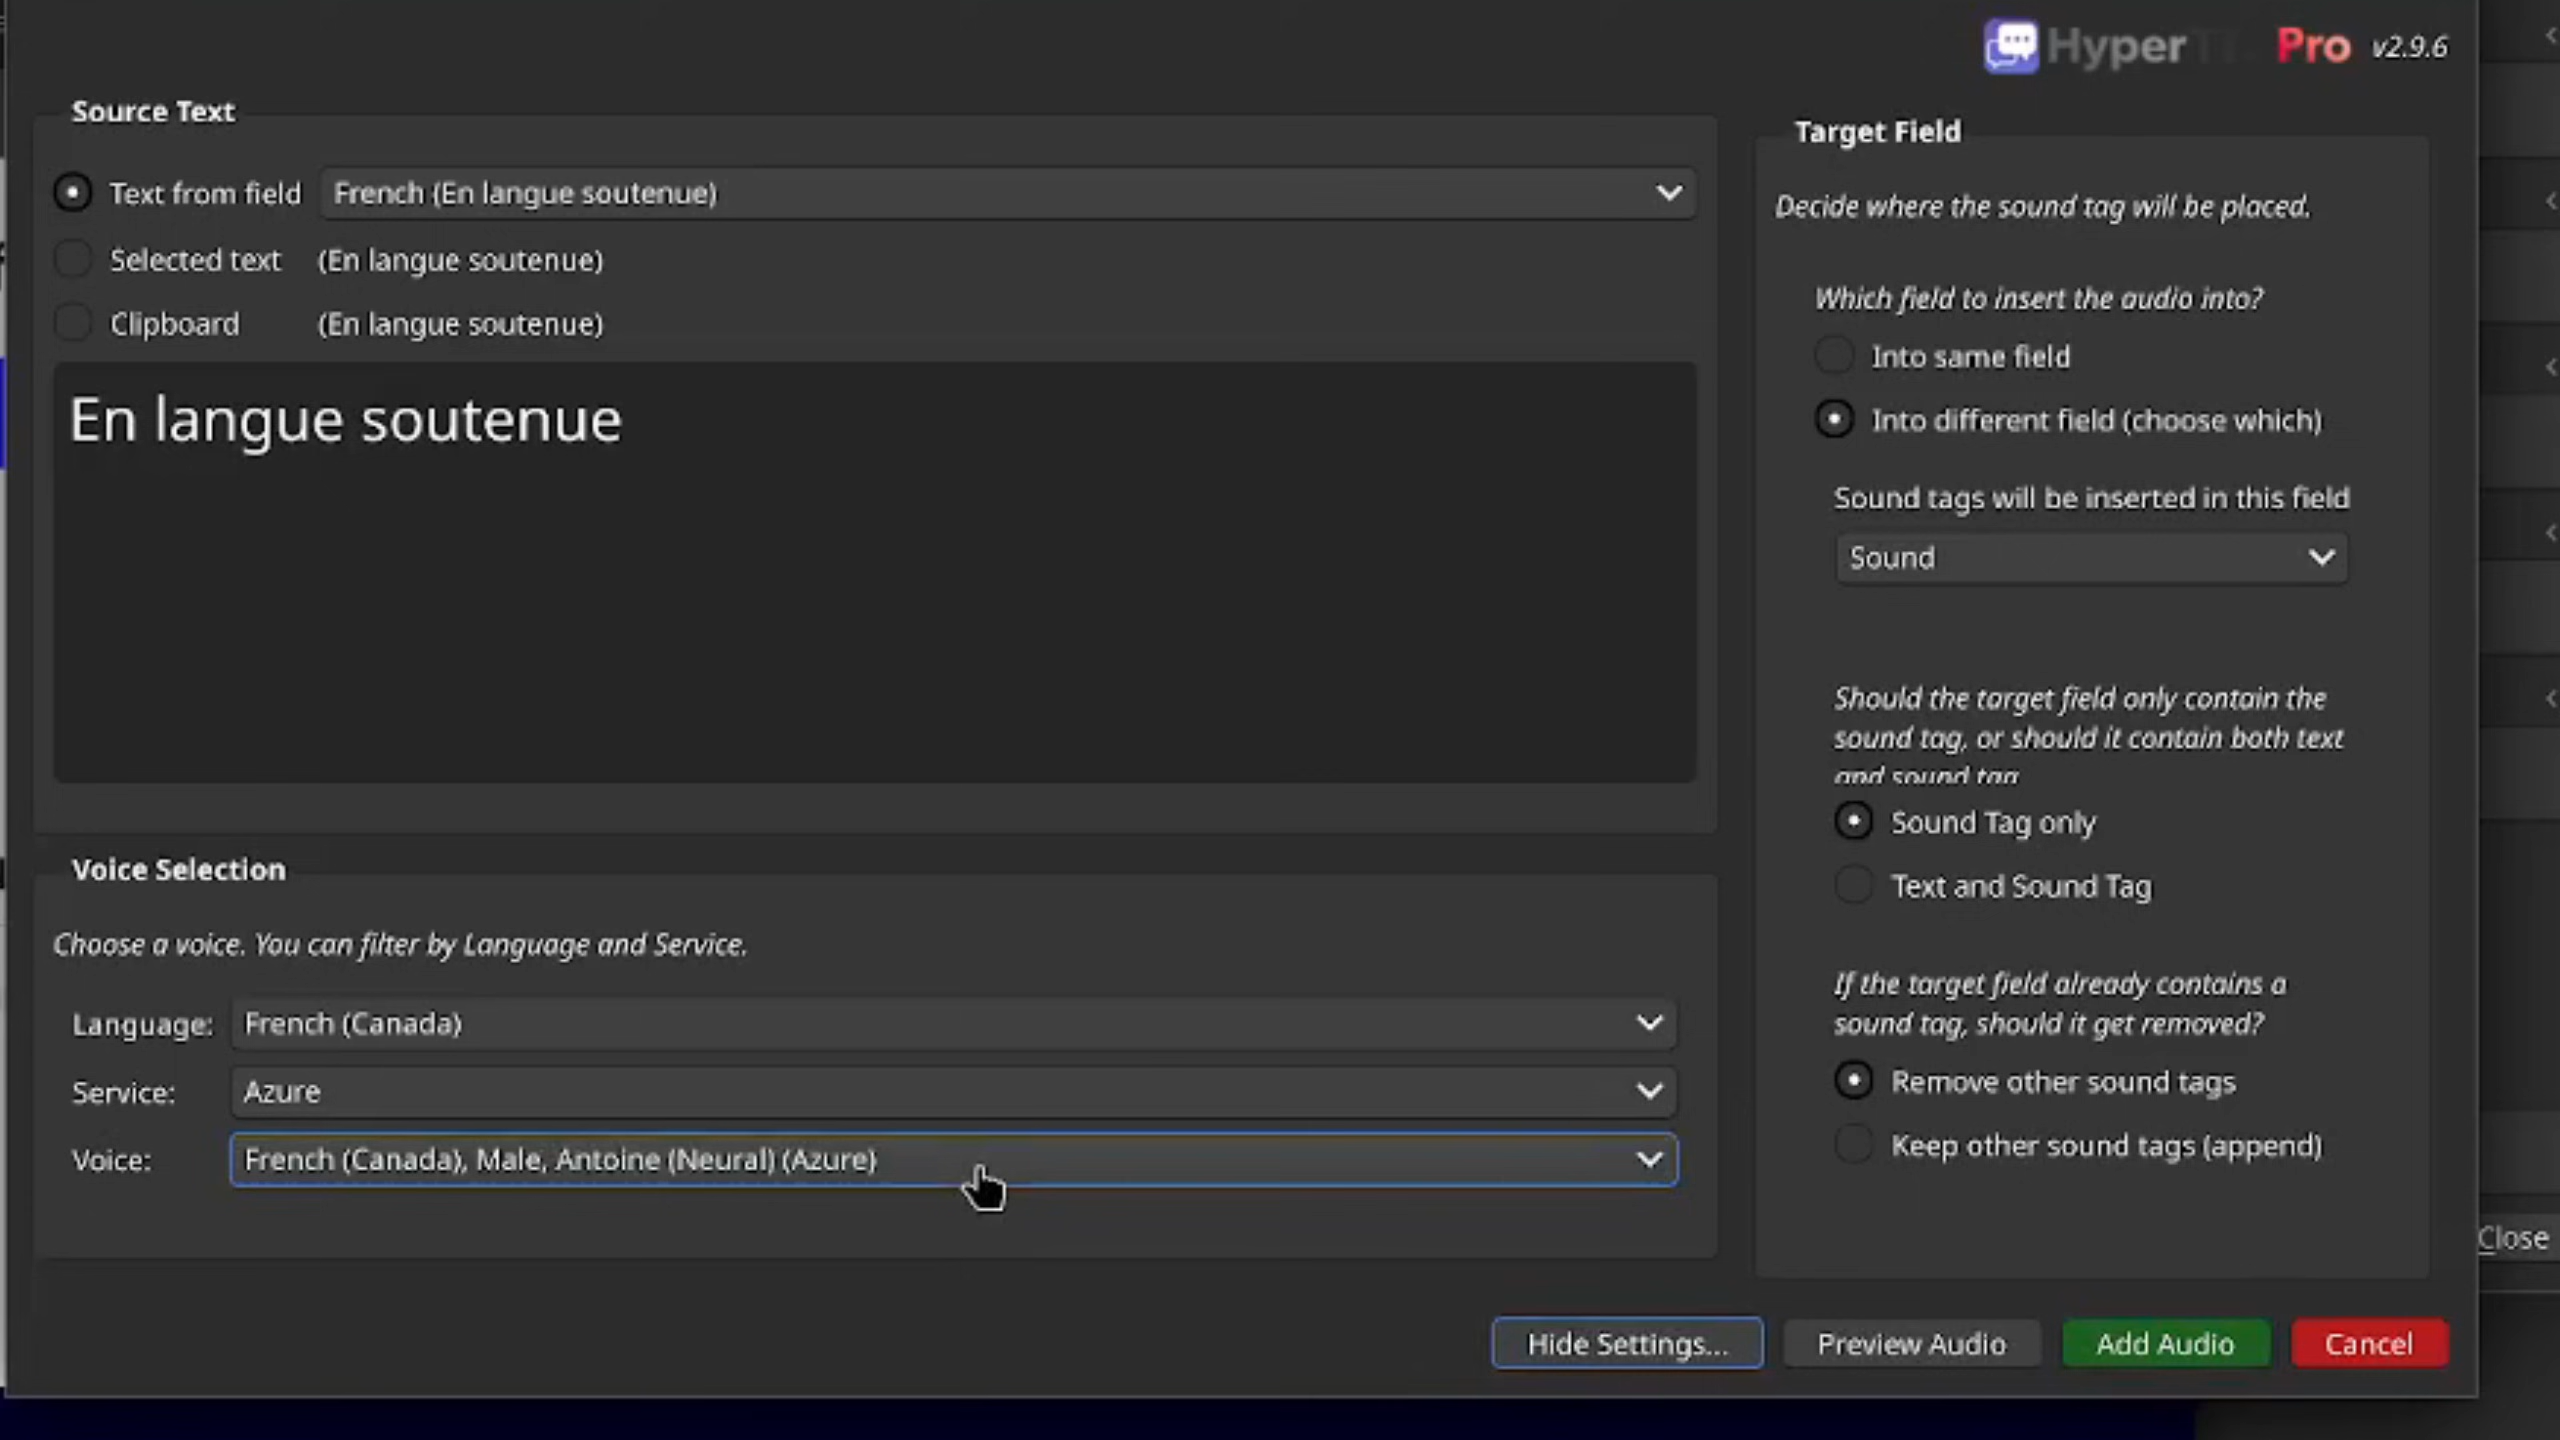 Hyper Pro v2.9.6
Source Text
Text from field French (En langue soutenue)
Selected text (En langue soutenue)
Clipboard (En langue soutenue)
En langue soutenue
Voice Selection
Choose a voice. You can filter by Language and Service.
Language: French (Canada)
Service: Azure
Voice: French (Canada), Male, Antoine (Neural) (Azure)
Target Field
Decide where the sound tag will be placed.
Which field to insert the audio into?
Into same field
Into different field (choose which)
Sound tags will be inserted in this field
Sound
Should the target field only contain the
sound tag, or should it contain both text
and sound tag
Sound Tag only
Text and Sound Tag
If the target field already contains a
sound tag, should it get removed?
Remove other sound tags
Keep other sound tags (append)
Close
Hide Settings... Preview Audio Add Audio Cancel